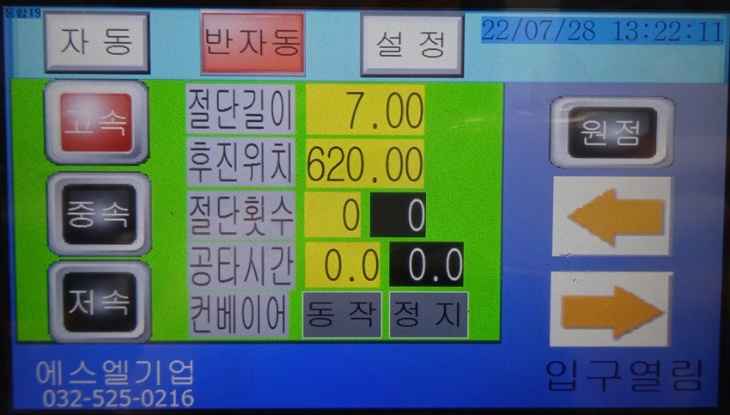 자동 반자동 설정 22/07/28 13:22:11
고속 절단길이 7.00 원점
후진위치 620.00
중속 절단횟수 0 0
공타시간 0.0 0.0
저속 컨베이어 동작 정지
에스엘기업 입구열림
032-525-0216